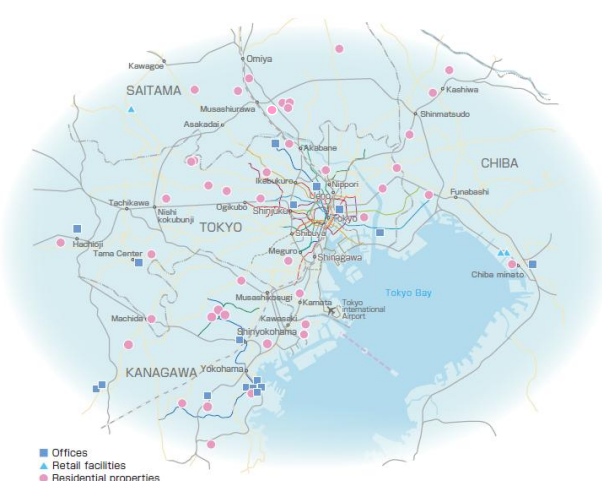 Kawagoe
Omiya
SAITAMA
Kashiwa
Musashiurawa
Shinmatsudo
Asakadai
Akabane
CHIBA
Ikebukuro
Nippori
Ueno
Funabashi
Tachikawa
Nishi
kokubunji
Ogikubo
Shinjuku
Tokyo
TOKYO
Shibuya
Hachioji
Tama Center
Meguro
Shinagawa
Chiba minato
Musashikosugi
Tokyo Bay
Kamata
Tokyo
international
Airport
Machida
Kawasaki
Shinyokohama
KANAGAWA
Yokohama
Offices
Retail facilities
Residential properties